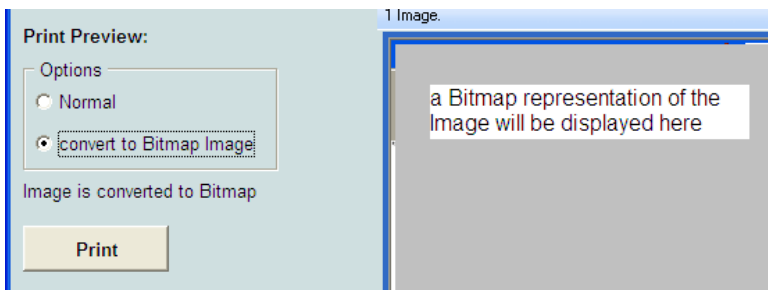 Print Preview:
Options
Normal
convert to Bitmap Image
Image is converted to Bitmap
Print
1 Image.
a Bitmap representation of the
Image will be displayed here